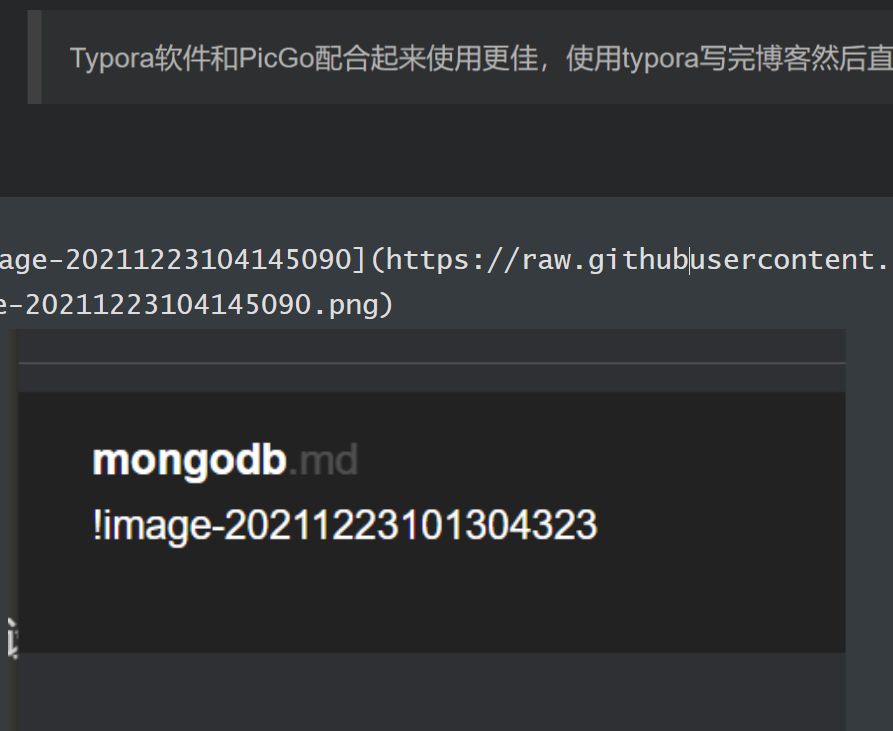 Typora软件和PicGo配合起来使用更佳，使用typora写完博客然后直
age-20211223104145090](https://raw.githubusercontent.
e-20211223104145090.png)
mongodb.md
!image-20211223101304323